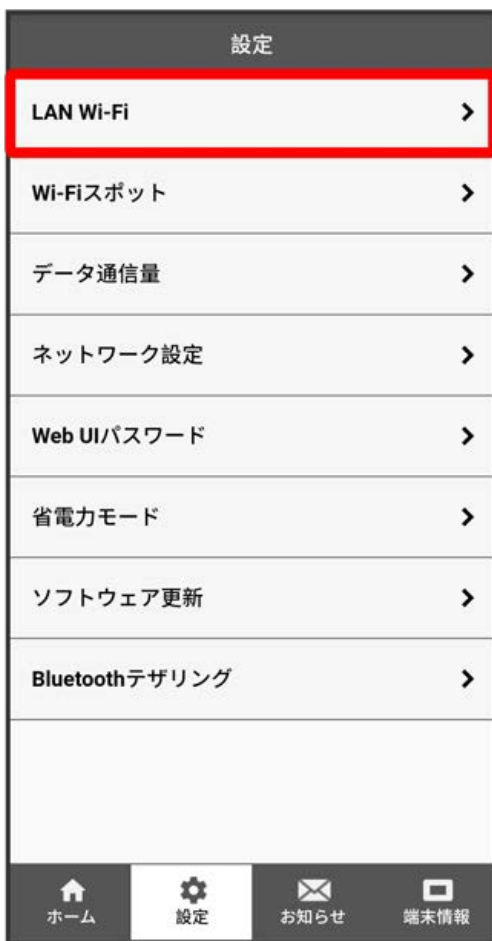 設定
LAN Wi-Fi
Wi-Fiスポット
データ通信量
ネットワーク設定
Web UIパスワード
省電力モード
ソフトウェア更新
Bluetoothテザリング
ホーム
設定
お知らせ
端末情報